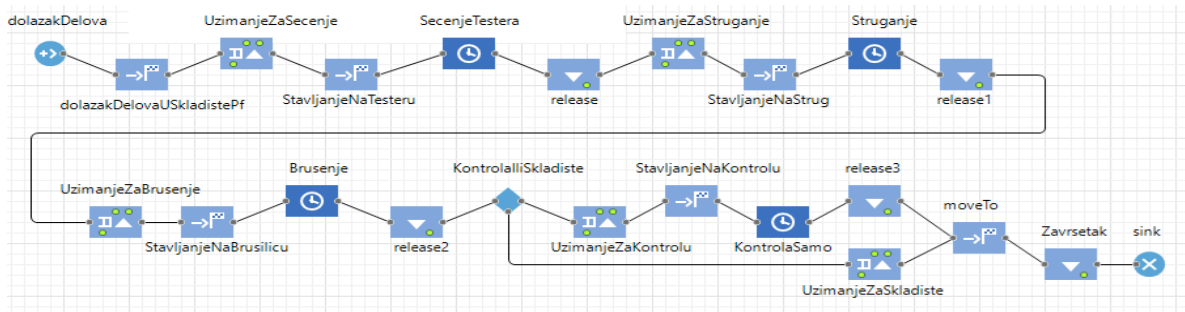 dolazakDelova
UzimanjeZaSecenje
SecenjeTestera
UzimanjeZaStruganje
Struganje
dolazakDelovaUSkladistePf
StavljanjeNaTesteru
release
StavljanjeNaStrug
release1
UzimanjeZaBrusenje
Brusenje
KontrolaIliSkladiste
StavljanjeNaKontrolu
release3
moveTo
Zavrsetak
sink
StavljanjeNaBrusilicu
release2
UzimanjeZaKontrolu
KontrolaSamo
UzimanjeZaSkladiste